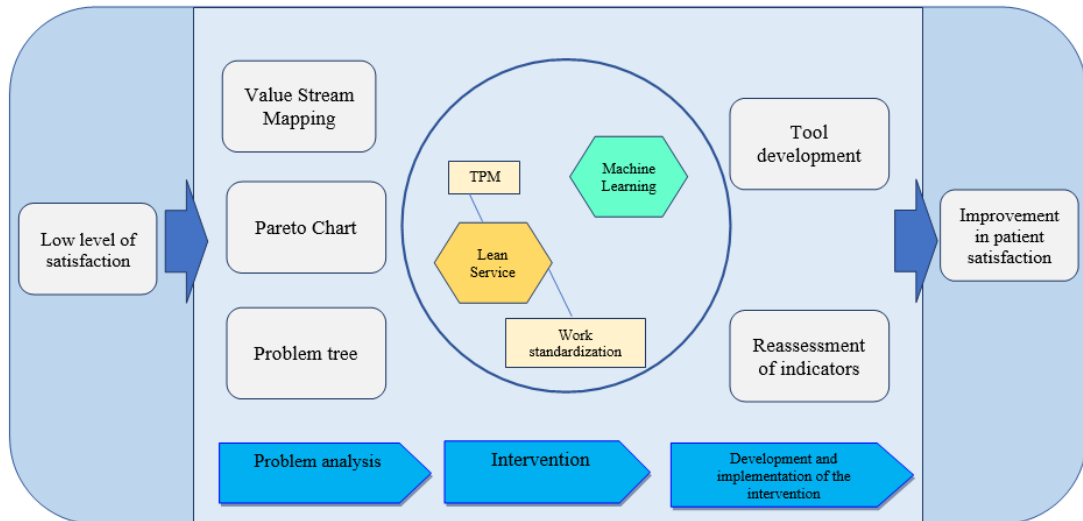 Low level of
satisfaction
Value Stream
Mapping
Pareto Chart
Problem tree
TPM
Lean
Service
Work
standardization
Machine
Learning
Tool
development
Reassessment
of indicators
Improvement
in patient
satisfaction
Problem analysis
Intervention
Development and
implementation of the
intervention